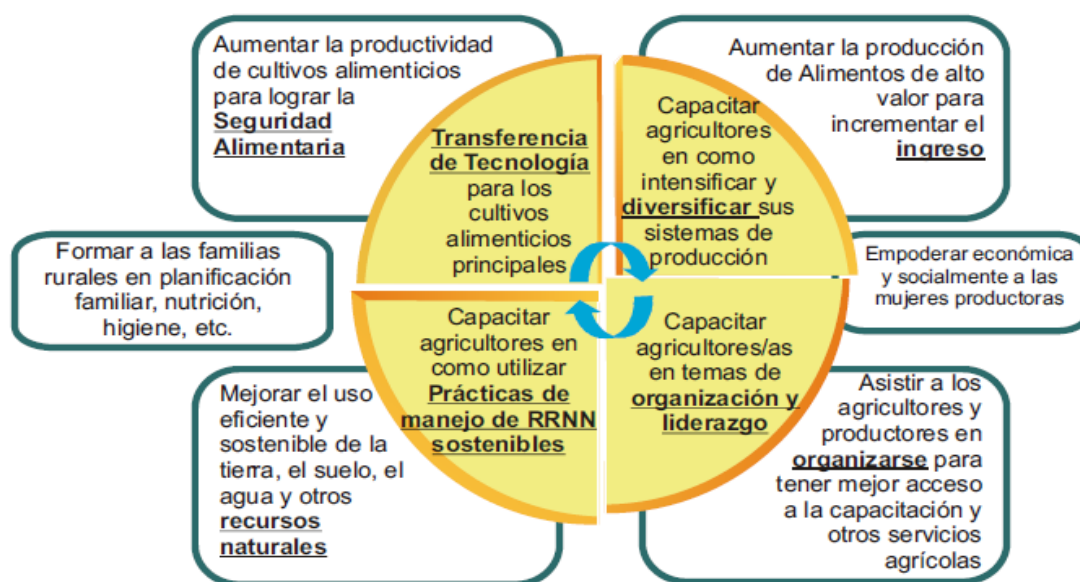 Aumentar la productividad
de cultivos alimenticios
para lograr la
Seguridad
Alimentaria
Transferencia
de Tecnología
para los
cultivos
alimenticios
principales
Capacitar
agricultores
en como
intensificar y
diversificar sus
sistemas de
producción
Aumentar la producción
de Alimentos de alto
valor para
incrementar el
ingreso
Formar a las familias
rurales en planificación
familiar, nutrición,
higiene, etc.
Empoderar económica
y socialmente a las
mujeres productoras
Mejorar el uso
eficiente y
sostenible de la
tierra, el suelo, el
agua y otros
recursos
naturales
Capacitar
agricultores en
como utilizar
Prácticas de
manejo de RRNN
sostenibles
Capacitar
agricultores/as
en temas de
organización y
liderazgo
Asistir a los
agricultores y
productores en
organizarse para
tener mejor acceso
a la capacitación y
otros servicios
agrícolas